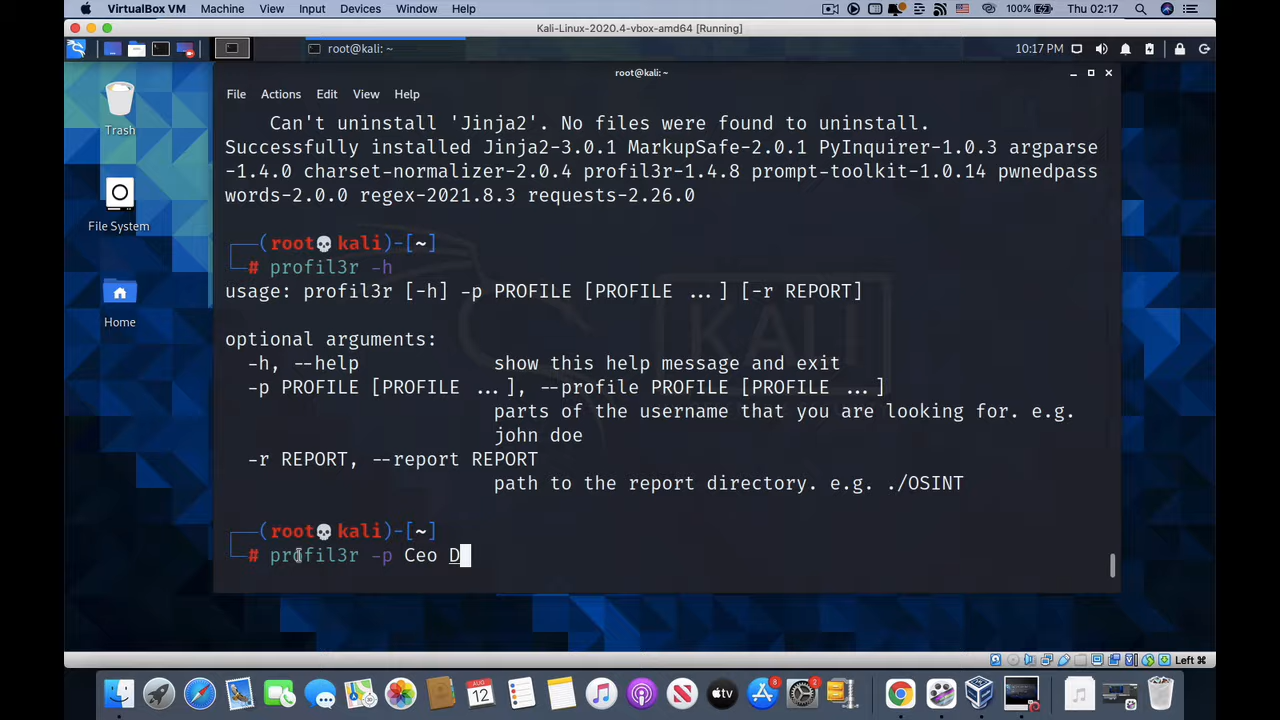 VirtualBox VM Machine View Input Devices Window Help 100% Thu 02:17
Kali-Linux-2020.4-vbox-amd64 [Running]
root@kali: ~ 10:17 PM
root@kali: ~
File Actions Edit View Help
Trash
File System
Home
Can't uninstall 'Jinja2'. No files were found to uninstall.
Successfully installed Jinja2-3.0.1 MarkupSafe-2.0.1 PyInquirer-1.0.3 argparse
-1.4.0 charset-normalizer-2.0.4 profil3r-1.4.8 prompt-toolkit-1.0.14 pwnedpass
words-2.0.0 regex-2021.8.3 requests-2.26.0
(root💀kali)-[~]
# profil3r -h
usage: profil3r [-h] -p PROFILE [PROFILE ...] [-r REPORT]
optional arguments:
-h, --help show this help message and exit
-p PROFILE [PROFILE ...], --profile PROFILE [PROFILE ...]
parts of the username that you are looking for. e.g.
john doe
-r REPORT, --report REPORT
path to the report directory. e.g. ./OSINT
(root💀kali)-[~]
# profil3r -p Ceo D
KALI
Left ⌘
AUG
12
8
2